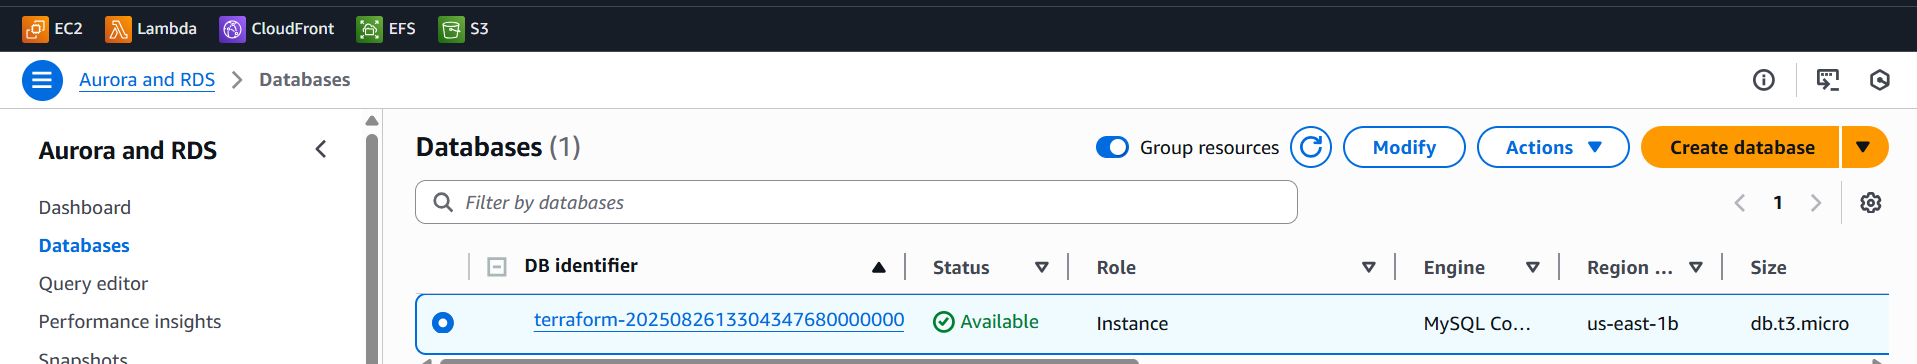 EC2 Lambda CloudFront EFS S3
Aurora and RDS > Databases
Aurora and RDS
Dashboard
Databases
Query editor
Performance insights
Snapshots
Databases (1)
Group resources
Modify
Actions
Create database
Filter by databases
1
DB identifier Status Role Engine Region ... Size
terraform-20250826133043476800000000 Available Instance MySQL Co... us-east-1b db.t3.micro